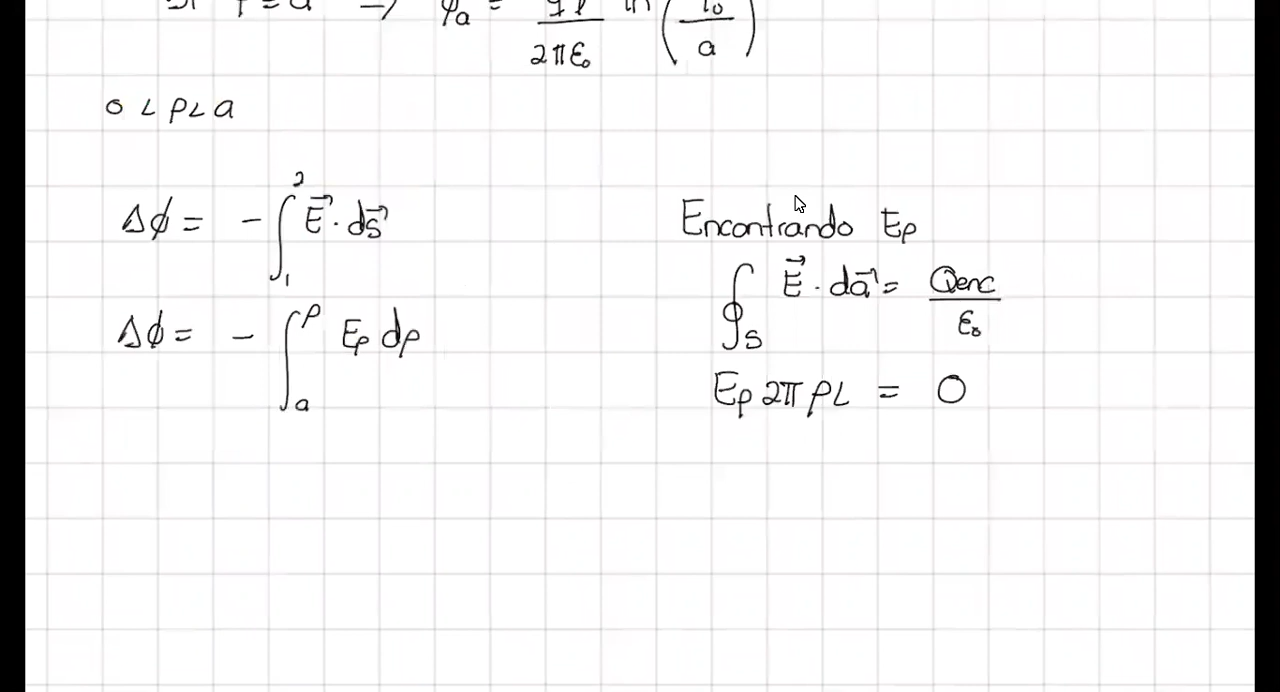 ρ = a → φₐ = qℓ / 2πε₀ ln (r₀ / a)
0 < ρ < a
Δφ = - ∫₁² E⃗ · ds⃗
Δφ = - ∫ₐ^ρ Eρ dρ
Encontrando Eρ
∮ₛ E⃗ · da⃗ = Qenc / ε₀
Eρ 2π ρL = 0